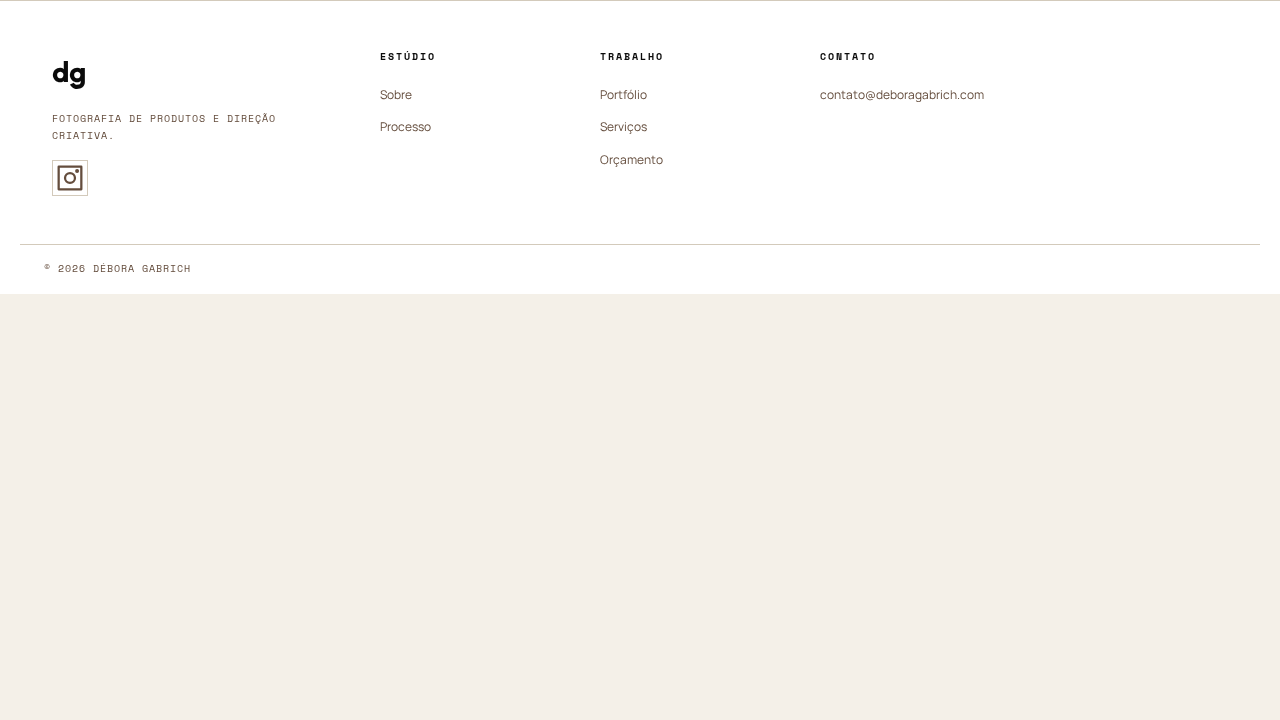 dg
FOTOGRAFIA DE PRODUTOS E DIREÇÃO
CRIATIVA.
ESTÚDIO
Sobre
Processo
TRABALHO
Portfólio
Serviços
Orçamento
CONTATO
contato@deboragabrich.com
© 2026 DÉBORA GABRICH